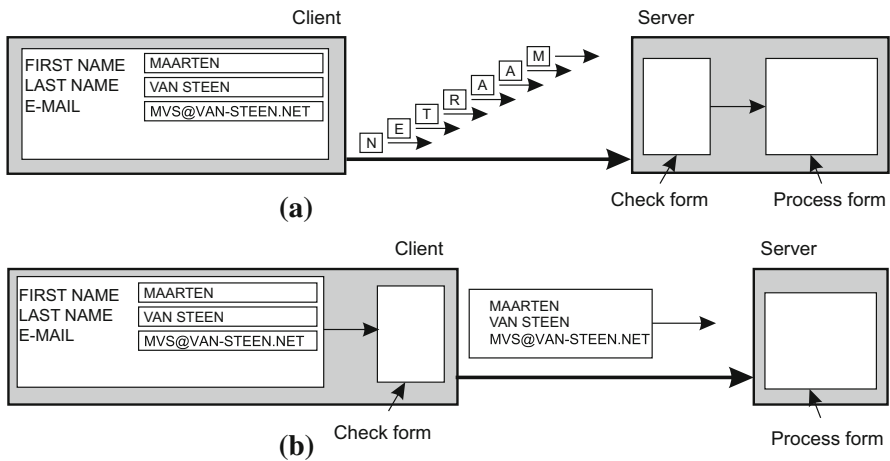 Client
Server
FIRST NAME MAARTEN
LAST NAME VAN STEEN
E-MAIL MVS@VAN-STEEN.NET
N E T R A A M
Check form
Process form
(a)
Client
Server
FIRST NAME MAARTEN
LAST NAME VAN STEEN
E-MAIL MVS@VAN-STEEN.NET
MAARTEN
VAN STEEN
MVS@VAN-STEEN.NET
Check form
Process form
(b)